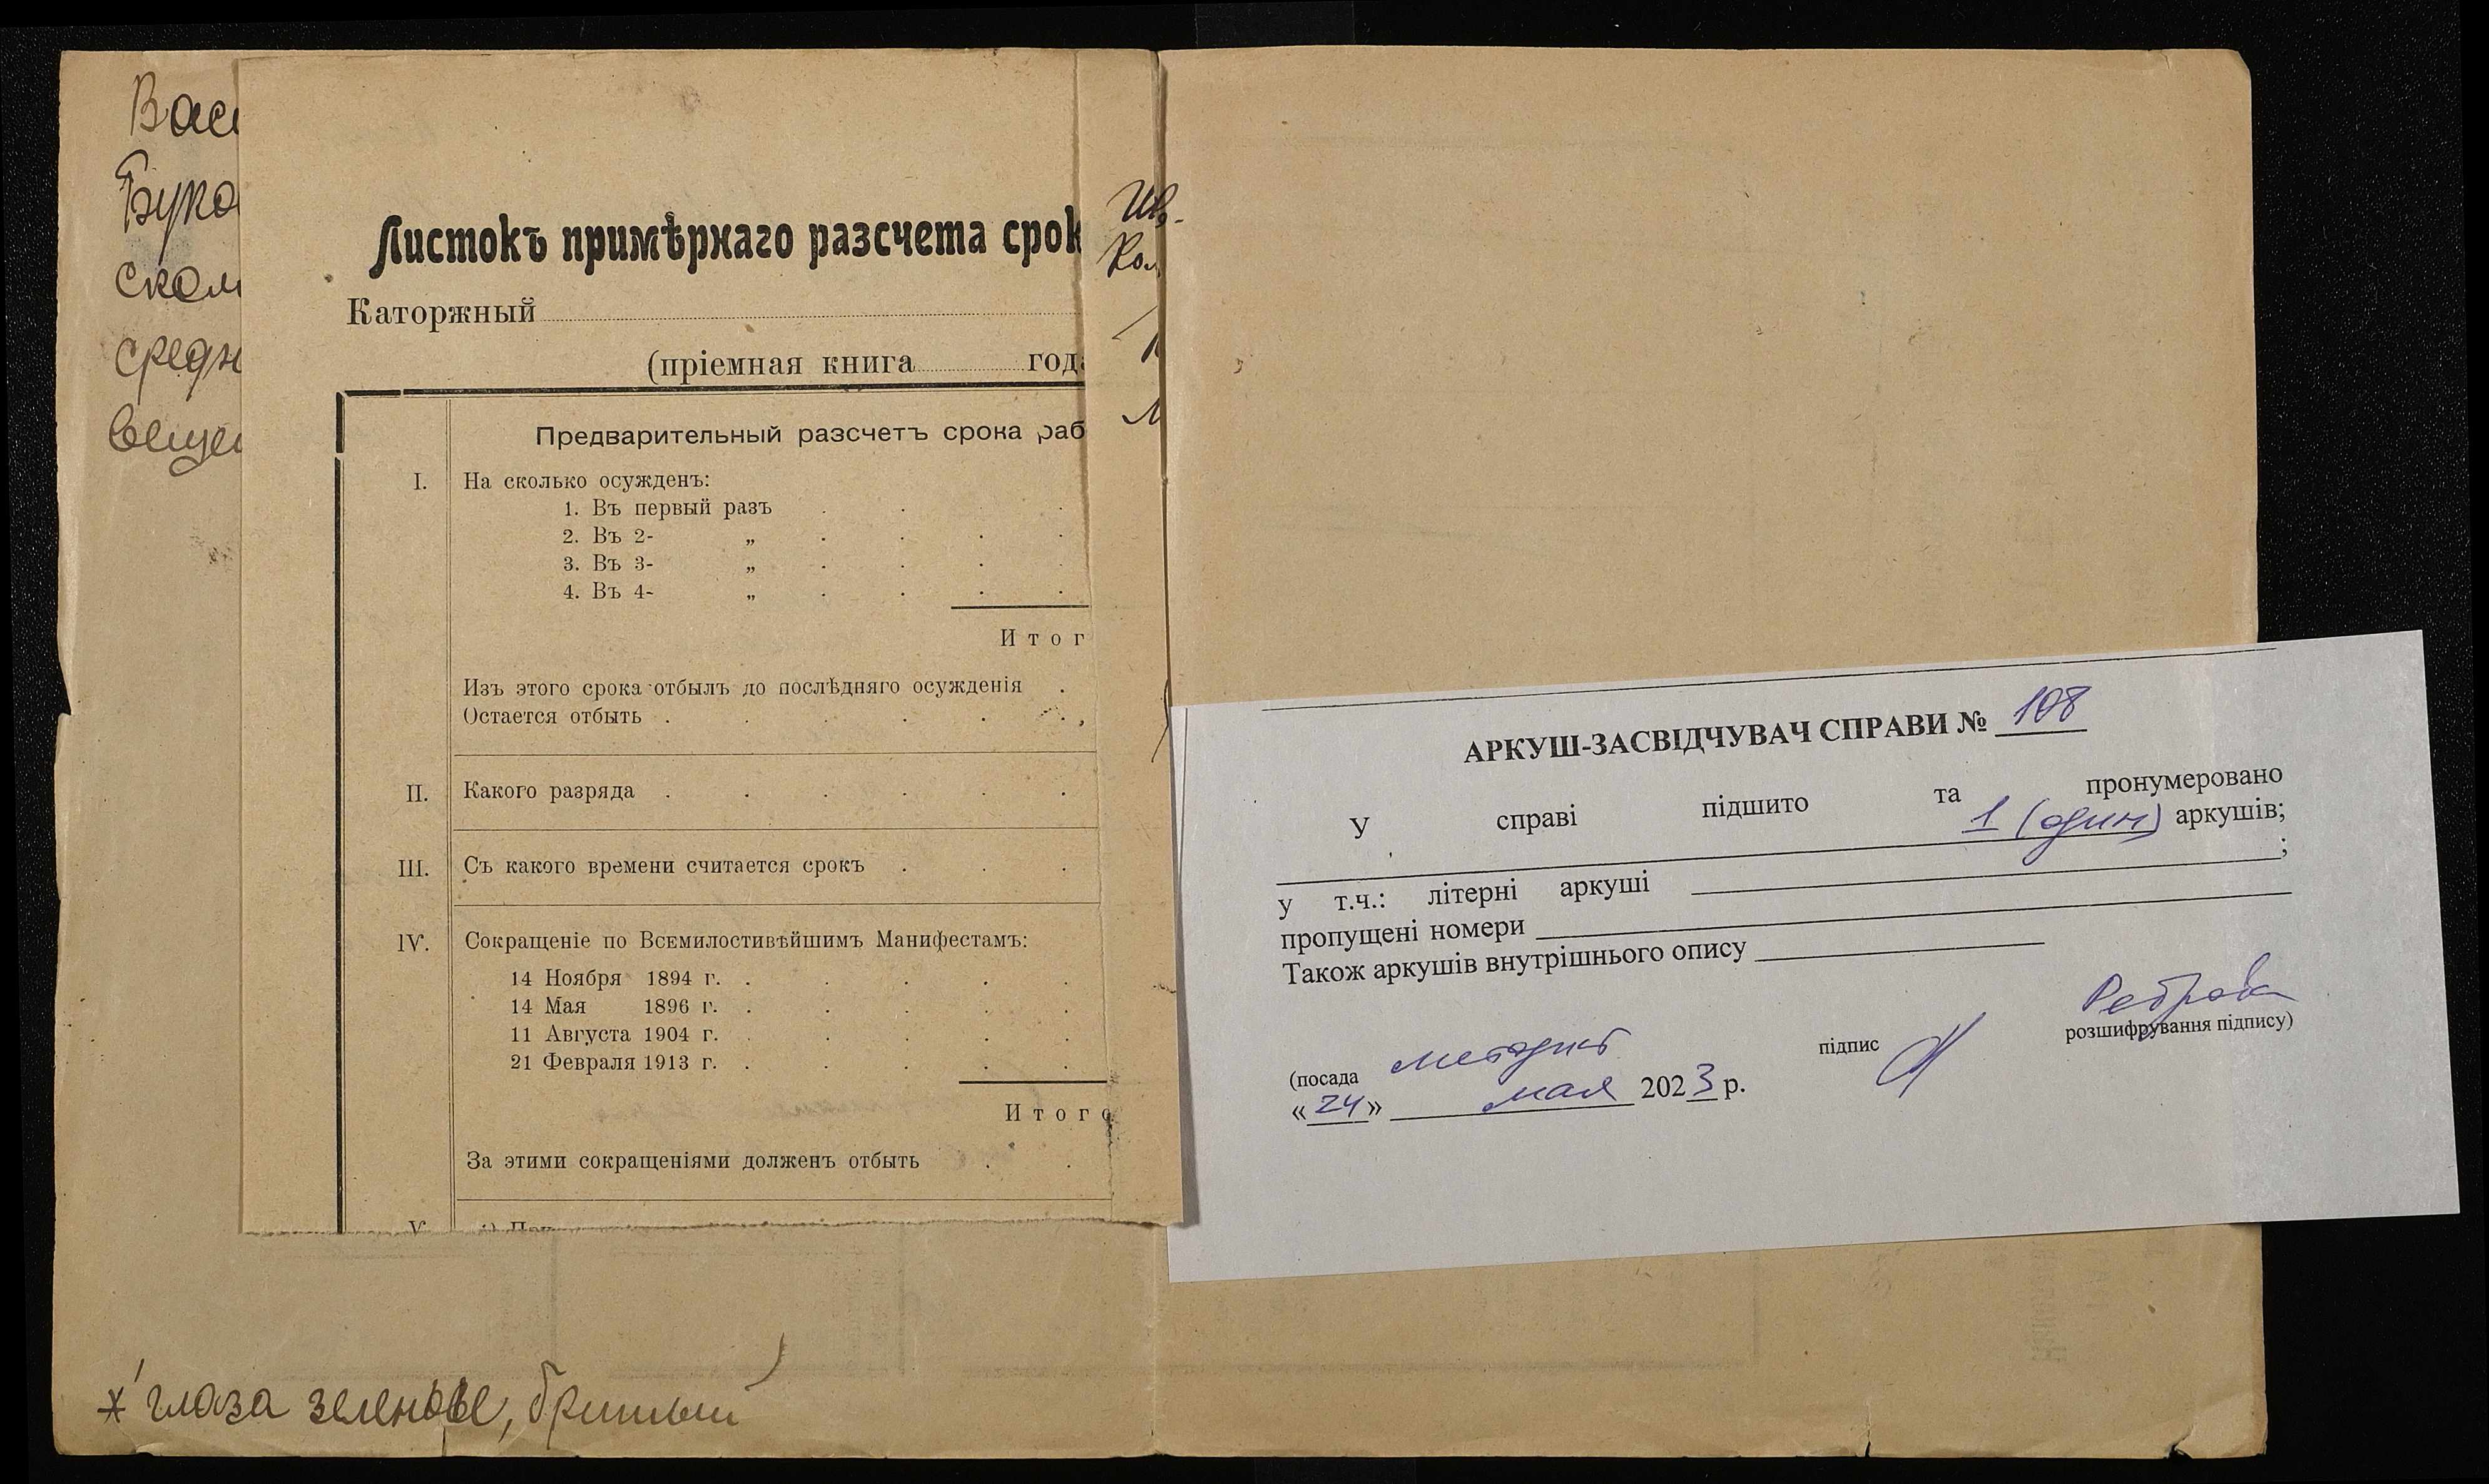 Вас
Буко
ском
средн
веще
Листокъ примѣрнаго разсчета срок
Каторжный
(пріемная книга год
Предварительный разсчетъ срока раб
I. На сколько осужденъ:
1. Въ первый разъ
2. Въ 2- „
3. Въ 3- „
4. Въ 4- „
Итог
Изъ этого срока отбылъ до послѣдняго осужденія
Остается отбыть
II. Какого разряда
III. Съ какого времени считается срокъ
IV. Сокращеніе по Всемилостивѣйшимъ Манифестамъ:
14 Ноября 1894 г.
14 Мая 1896 г.
11 Августа 1904 г.
21 Февраля 1913 г.
Итого
За этими сокращеніями долженъ отбыть
V.
* глаза зеленые, бритый
АРКУШ-ЗАСВІДЧУВАЧ СПРАВИ № 108
У справі підшито та пронумеровано
1 (один) аркушів;
;
у т.ч.: літерні аркуші
пропущені номери
Також аркушів внутрішнього опису
(посада методист підпис розшифрування підпису)
«24» мая 2023 р.